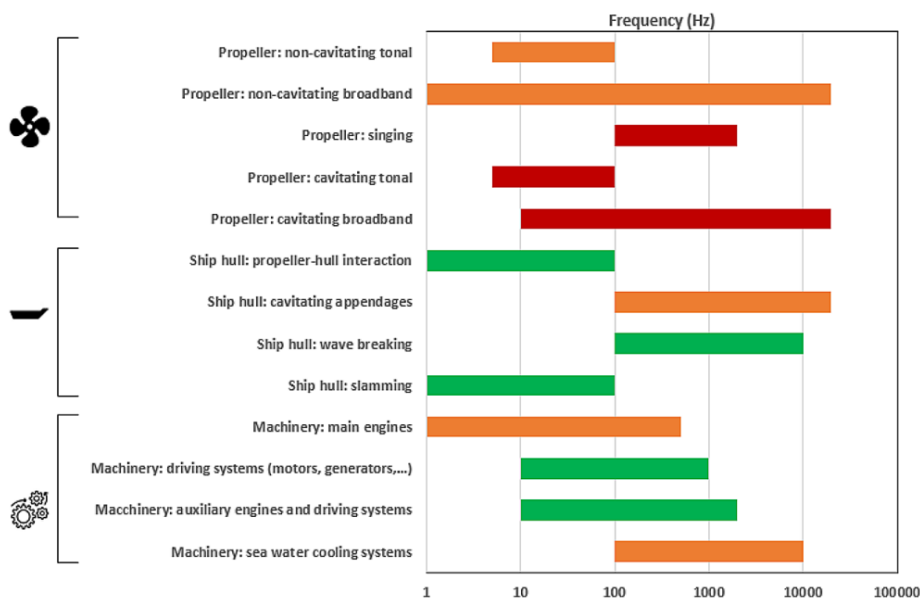 Frequency (Hz)
Propeller: non-cavitating tonal
Propeller: non-cavitating broadband
Propeller: singing
Propeller: cavitating tonal
Propeller: cavitating broadband
Ship hull: propeller-hull interaction
Ship hull: cavitating appendages
Ship hull: wave breaking
Ship hull: slamming
Machinery: main engines
Machinery: driving systems (motors, generators,...)
Macchinery: auxiliary engines and driving systems
Machinery: sea water cooling systems
1 10 100 1000 10000 100000